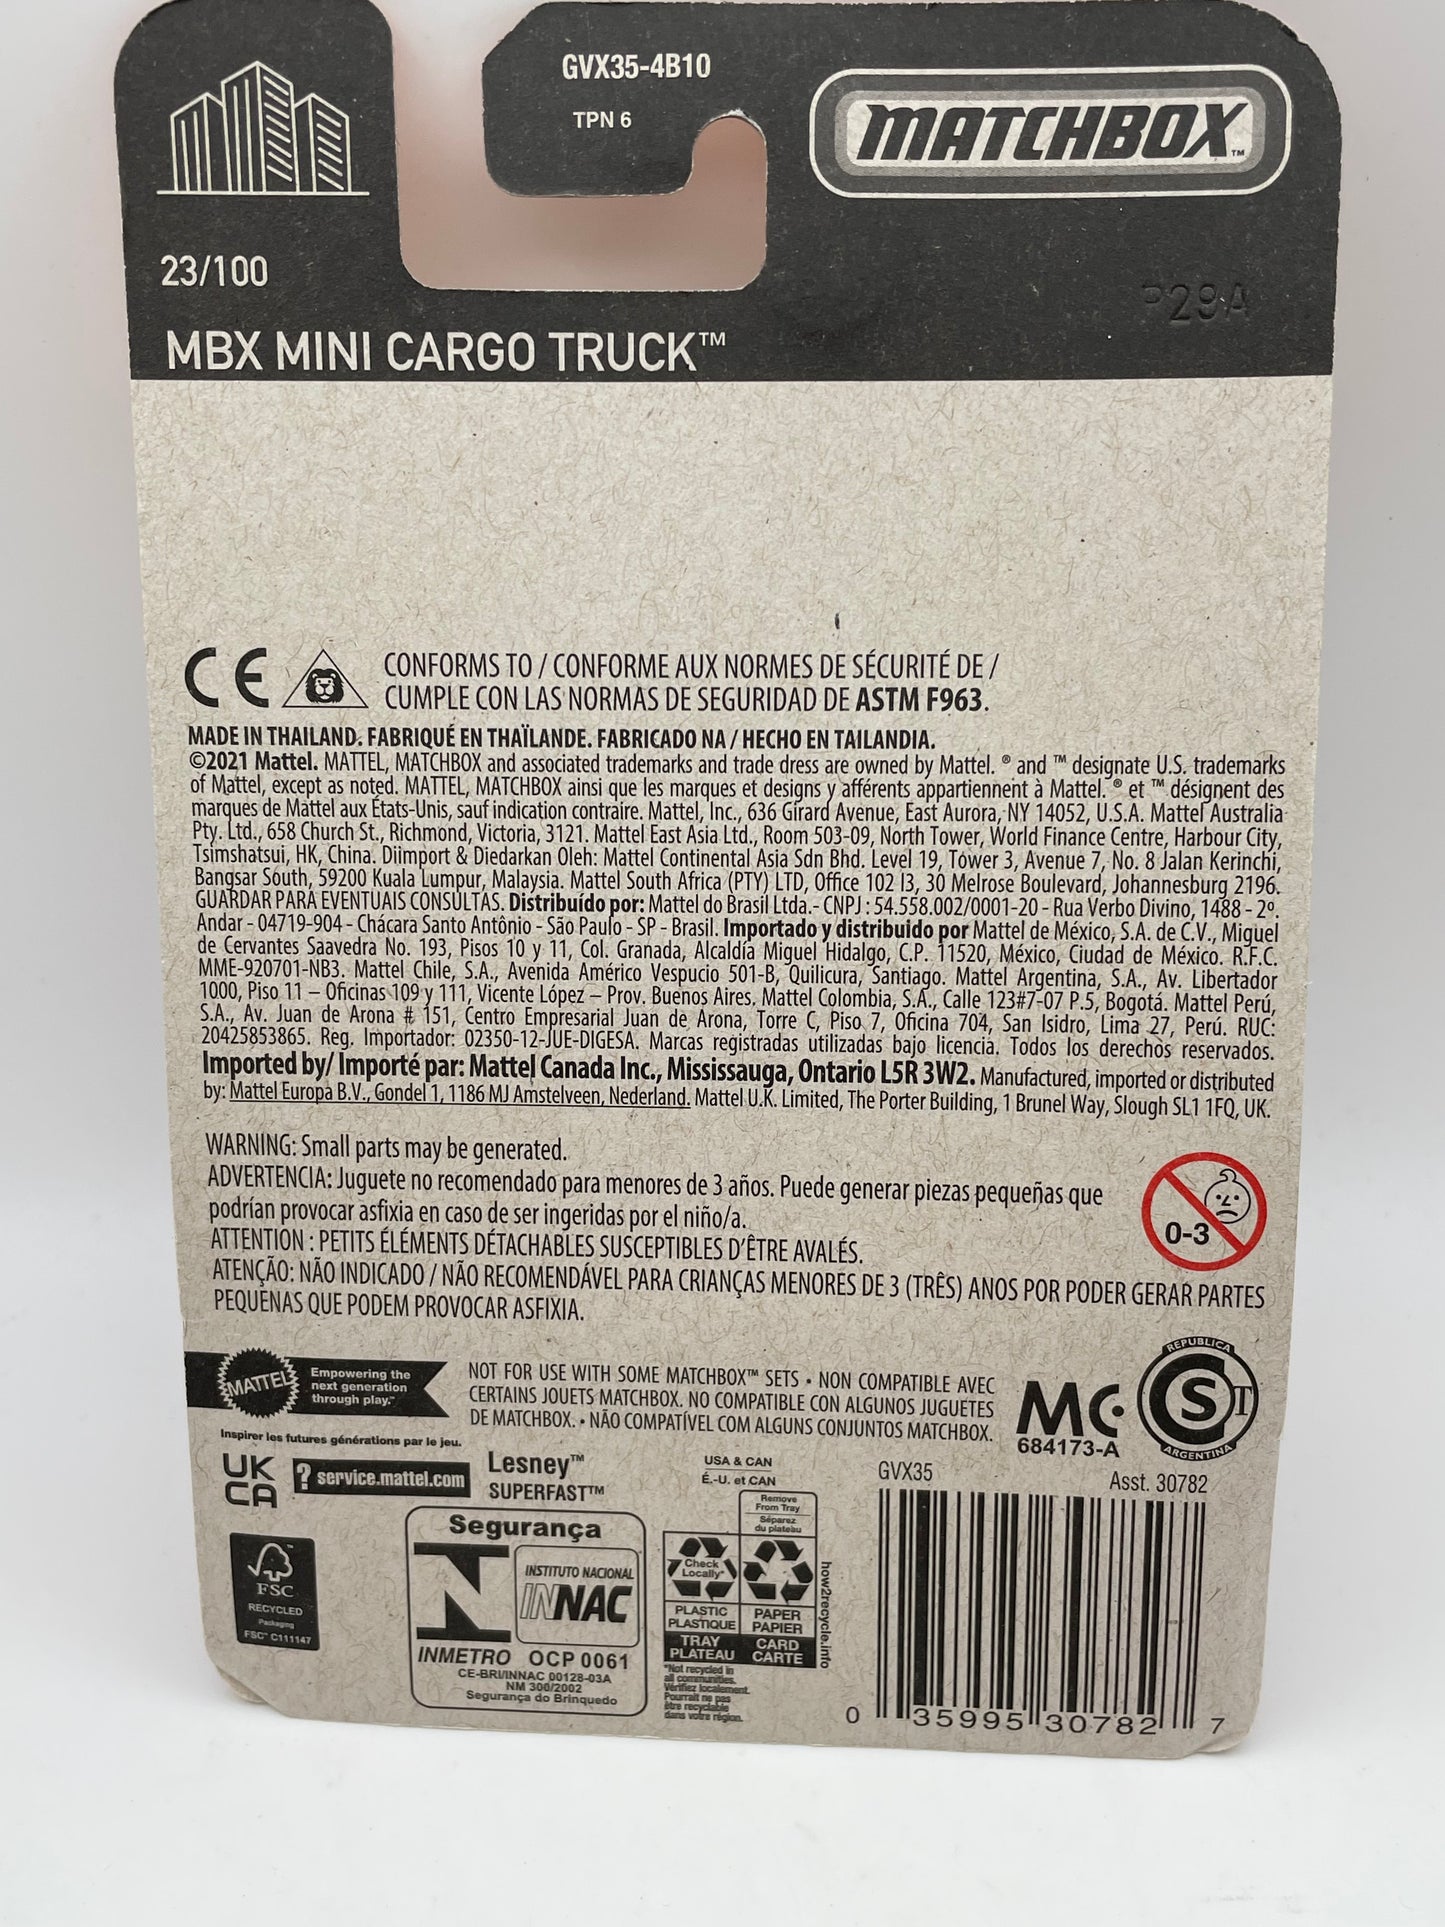 GVX35-4B10
TPN 6
MATCHBOX™
23/100
P29A
MBX MINI CARGO TRUCK™
CE
CONFORMS TO / CONFORME AUX NORMES DE SÉCURITÉ DE /
CUMPLE CON LAS NORMAS DE SEGURIDAD DE ASTM F963.
MADE IN THAILAND. FABRIQUÉ EN THAÏLANDE. FABRICADO NA / HECHO EN TAILANDIA.
©2021 Mattel. MATTEL, MATCHBOX and associated trademarks and trade dress are owned by Mattel. ® and ™ designate U.S. trademarks
of Mattel, except as noted. MATTEL, MATCHBOX ainsi que les marques et designs y afférents appartiennent à Mattel. ® et ™ désignent des
marques de Mattel aux États-Unis, sauf indication contraire. Mattel, Inc., 636 Girard Avenue, East Aurora, NY 14052, U.S.A. Mattel Australia
Pty. Ltd., 658 Church St., Richmond, Victoria, 3121. Mattel East Asia Ltd., Room 503-09, North Tower, World Finance Centre, Harbour City,
Tsimshatsui, HK, China. Diimport & Diedarkan Oleh: Mattel Continental Asia Sdn Bhd. Level 19, Tower 3, Avenue 7, No. 8 Jalan Kerinchi,
Bangsar South, 59200 Kuala Lumpur, Malaysia. Mattel South Africa (PTY) LTD, Office 102 I3, 30 Melrose Boulevard, Johannesburg 2196.
GUARDAR PARA EVENTUAIS CONSULTAS. Distribuído por: Mattel do Brasil Ltda.- CNPJ : 54.558.002/0001-20 - Rua Verbo Divino, 1488 - 2º.
Andar - 04719-904 - Chácara Santo Antônio - São Paulo - SP - Brasil. Importado y distribuido por Mattel de México, S.A. de C.V., Miguel
de Cervantes Saavedra No. 193, Pisos 10 y 11, Col. Granada, Alcaldía Miguel Hidalgo, C.P. 11520, México, Ciudad de México. R.F.C.
MME-920701-NB3. Mattel Chile, S.A., Avenida Américo Vespucio 501-B, Quilicura, Santiago. Mattel Argentina, S.A., Av. Libertador
1000, Piso 11 – Oficinas 109 y 111, Vicente López – Prov. Buenos Aires. Mattel Colombia, S.A., Calle 123#7-07 P.5, Bogotá. Mattel Perú,
S.A., Av. Juan de Arona # 151, Centro Empresarial Juan de Arona, Torre C, Piso 7, Oficina 704, San Isidro, Lima 27, Perú. RUC:
20425853865. Reg. Importador: 02350-12-JUE-DIGESA. Marcas registradas utilizadas bajo licencia. Todos los derechos reservados.
Imported by/ Importé par: Mattel Canada Inc., Mississauga, Ontario L5R 3W2. Manufactured, imported or distributed
by: Mattel Europa B.V., Gondel 1, 1186 MJ Amstelveen, Nederland. Mattel U.K. Limited, The Porter Building, 1 Brunel Way, Slough SL1 1FQ, UK.
WARNING: Small parts may be generated.
ADVERTENCIA: Juguete no recomendado para menores de 3 años. Puede generar piezas pequeñas que
podrían provocar asfixia en caso de ser ingeridas por el niño/a.
ATTENTION : PETITS ÉLÉMENTS DÉTACHABLES SUSCEPTIBLES D'ÊTRE AVALÉS.
ATENÇÃO: NÃO INDICADO / NÃO RECOMENDÁVEL PARA CRIANÇAS MENORES DE 3 (TRÊS) ANOS POR PODER GERAR PARTES
PEQUENAS QUE PODEM PROVOCAR ASFIXIA.
0-3
MATTEL
Empowering the
next generation
through play.™
Inspirer les futures générations par le jeu.
NOT FOR USE WITH SOME MATCHBOX™ SETS • NON COMPATIBLE AVEC
CERTAINS JOUETS MATCHBOX. NO COMPATIBLE CON ALGUNOS JUGUETES
DE MATCHBOX. • NÃO COMPATÍVEL COM ALGUNS CONJUNTOS MATCHBOX.
MC
684173-A
REPUBLICA
S T
ARGENTINA
UK
CA
? service.mattel.com
Lesney™
SUPERFAST™
USA & CAN
É.-U. et CAN
GVX35
Asst. 30782
FSC
RECYCLED
Packaging
FSC™ C111147
Segurança
INSTITUTO NACIONAL
INNAC
INMETRO OCP 0061
CE-BRI/INNAC 00128-03A
NM 300/2002
Segurança do Brinquedo
Remove
From Tray
Séparez
du plateau
Check
Locally*
PLASTIC
PLASTIQUE
PAPER
PAPIER
TRAY
PLATEAU
CARD
CARTE
how2recycle.info
*Not recycled in
all communities.
Vérifiez localement.
Pourrait ne pas
être recyclable
dans votre région.
0 35995 30782 7